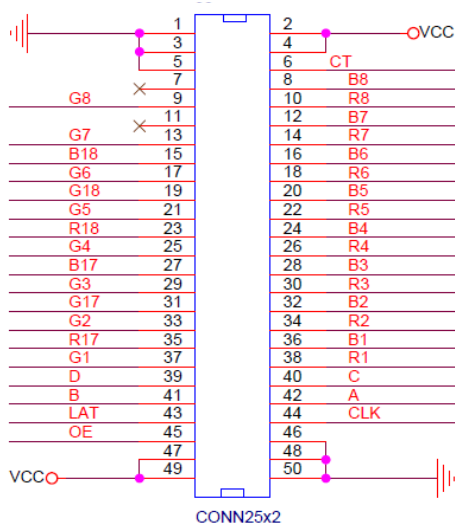 1 2 VCC
3 4
5 6 CT
7 8 B8
G8 9 10 R8
11 12 B7
G7 13 14 R7
B18 15 16 B6
G6 17 18 R6
G18 19 20 B5
G5 21 22 R5
R18 23 24 B4
G4 25 26 R4
B17 27 28 B3
G3 29 30 R3
G17 31 32 B2
G2 33 34 R2
R17 35 36 B1
G1 37 38 R1
D 39 40 C
B 41 42 A
LAT 43 44 CLK
OE 45 46
47 48
VCC 49 50
CONN25x2